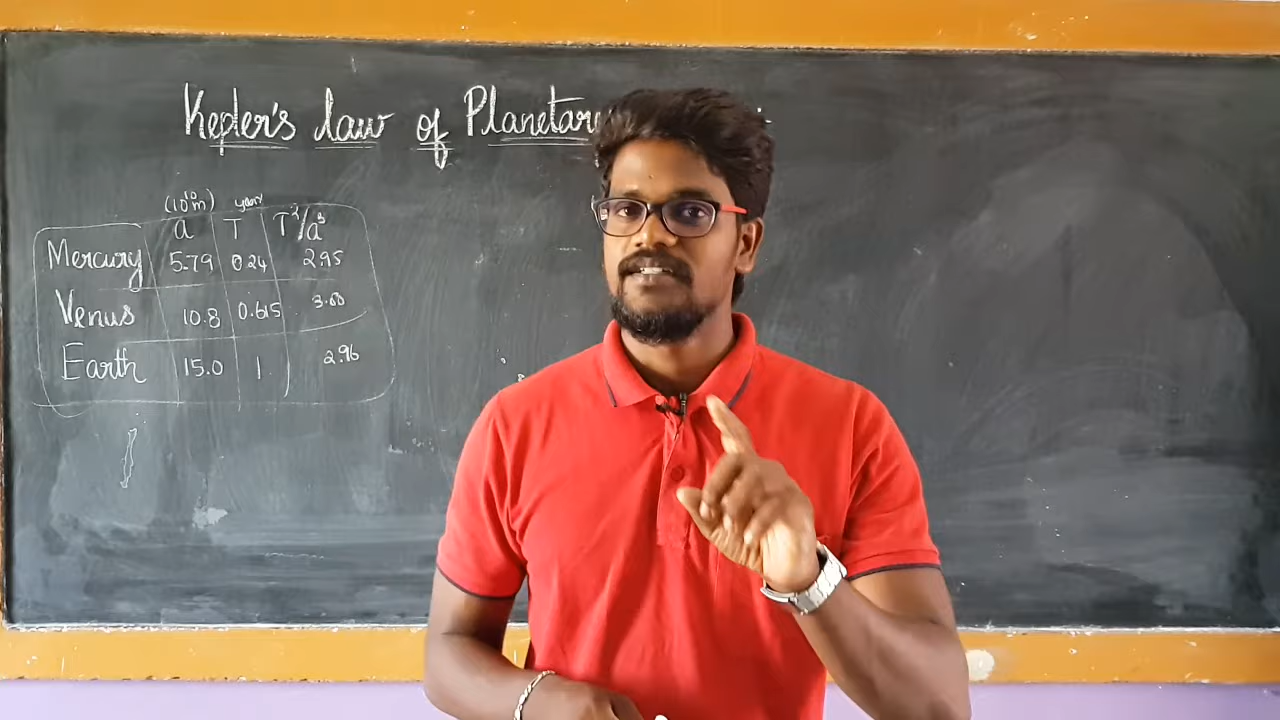 Kepler's law of Planetary
(10¹⁰m) years
a T T²/a³
Mercury 5.79 0.24 2.95
Venus 10.8 0.615 3.00
Earth 15.0 1 2.96